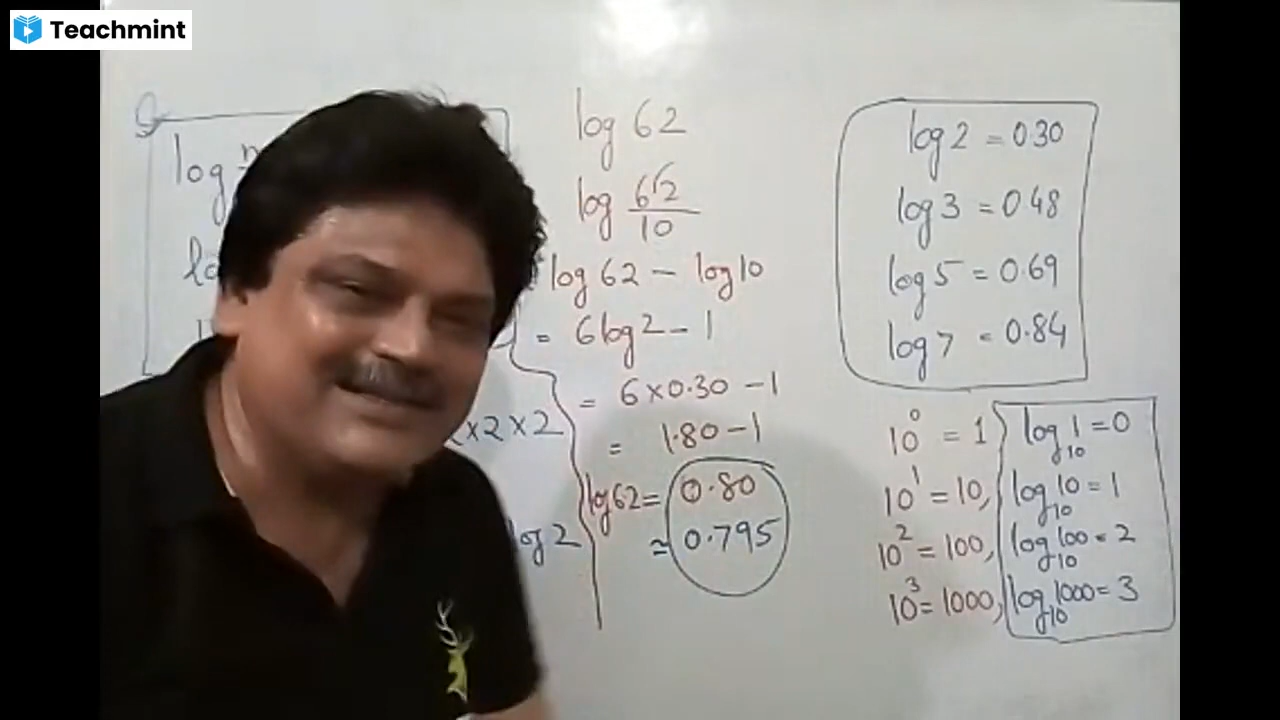 Teachmint
log
log 62
log 62/10
log 62 - log 10
= 6 log 2 - 1
= 6 × 0.30 - 1
= 1.80 - 1
log 62 = 0.80
≈ 0.795
×2×2
log 2
log 2 = 0.30
log 3 = 0.48
log 5 = 0.69
log 7 = 0.84
10⁰ = 1 log₁₀ 1 = 0
10¹ = 10, log₁₀ 10 = 1
10² = 100, log₁₀ 100 = 2
10³ = 1000, log₁₀ 1000 = 3